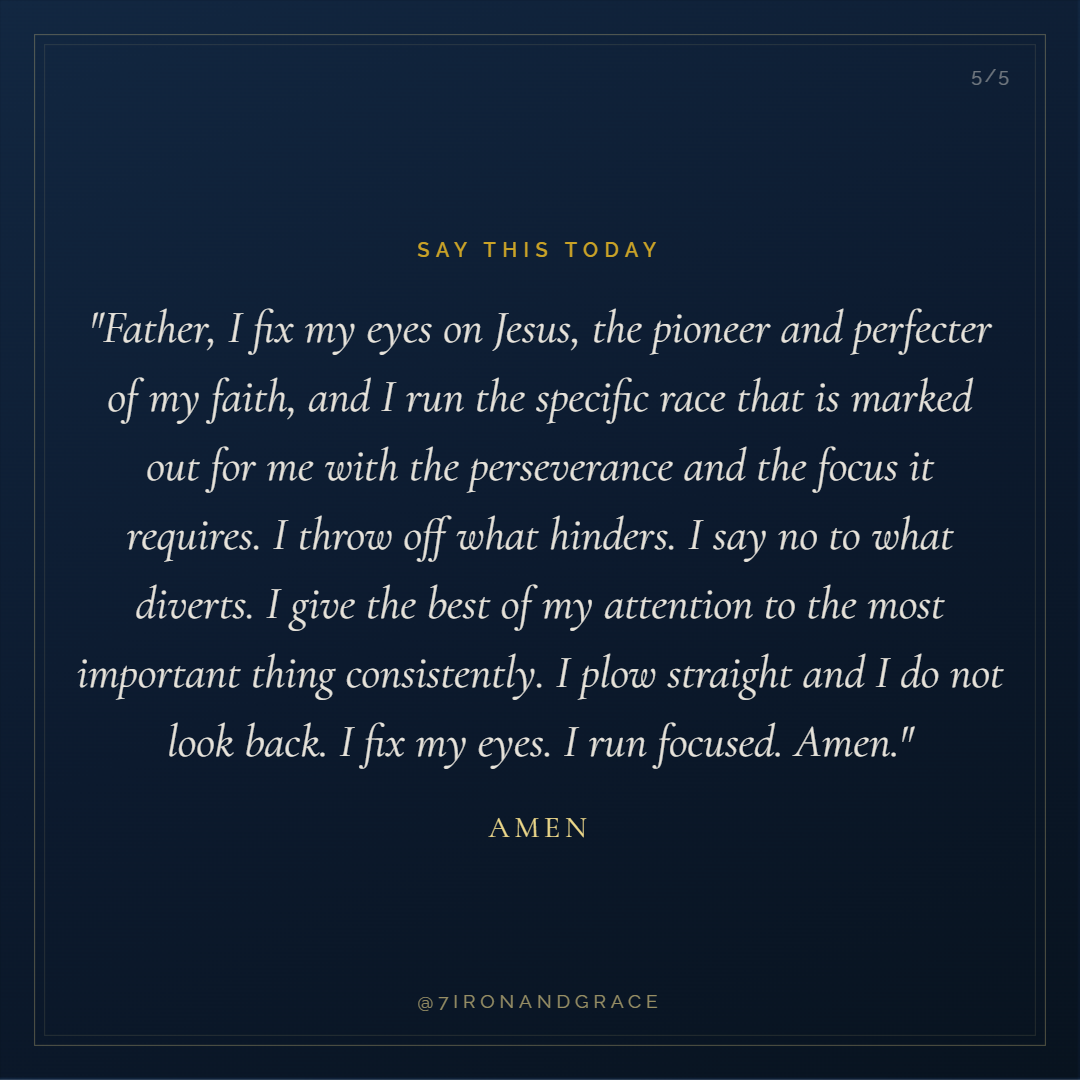 5/5
SAY THIS TODAY
"Father, I fix my eyes on Jesus, the pioneer and perfecter
of my faith, and I run the specific race that is marked
out for me with the perseverance and the focus it
requires. I throw off what hinders. I say no to what
diverts. I give the best of my attention to the most
important thing consistently. I plow straight and I do not
look back. I fix my eyes. I run focused. Amen."
AMEN
@7IRONANDGRACE